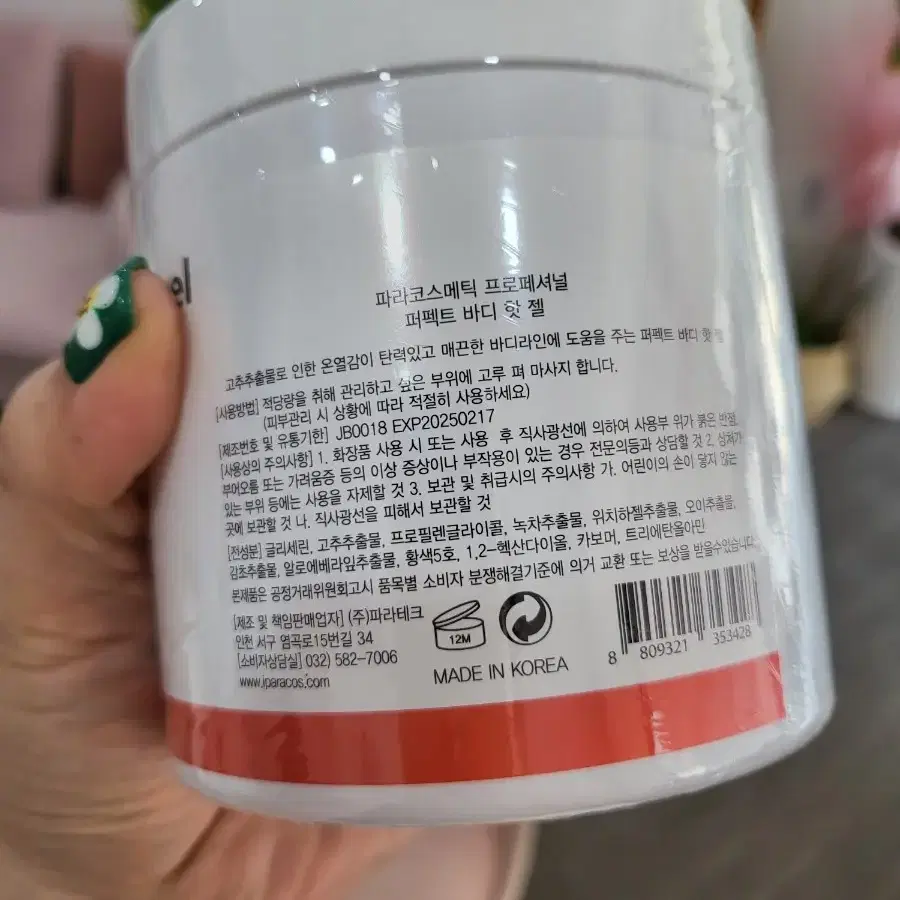 el
파라코스메틱 프로페셔널
퍼펙트 바디 핫 젤
고추추출물로 인한 온열감이 탄력있고 매끈한 바디라인에 도움을 주는 퍼펙트 바디 핫 젤
[사용방법] 적당량을 취해 관리하고 싶은 부위에 고루 펴 마사지 합니다.
(피부관리 시 상황에 따라 적절히 사용하세요)
[제조번호 및 유통기한] JB0018 EXP20250217
[사용상의 주의사항] 1. 화장품 사용 시 또는 사용 후 직사광선에 의하여 사용부 위가 붉은 반점,
부어오름 또는 가려움증 등의 이상 증상이나 부작용이 있는 경우 전문의등과 상담할 것 2. 상처가
있는 부위 등에는 사용을 자제할 것 3. 보관 및 취급시의 주의사항 가. 어린이의 손이 닿지 않는
곳에 보관할 것 나. 직사광선을 피해서 보관할 것
[전성분] 글리세린, 고추추출물, 프로필렌글라이콜, 녹차추출물, 위치하젤추출물, 오이추출물,
감초추출물, 알로에베라잎추출물, 황색5호, 1,2-헥산다이올, 카보머, 트리에탄올아민
본제품은 공정거래위원회고시 품목별 소비자 분쟁해결기준에 의거 교환 또는 보상을 받을수있습니다.
[제조 및 책임판매업자] (주)파라테크
인천 서구 염곡로15번길 34
[소비자상담실] 032) 582-7006
www.iparacos.com
12M
MADE IN KOREA
8 809321 353428